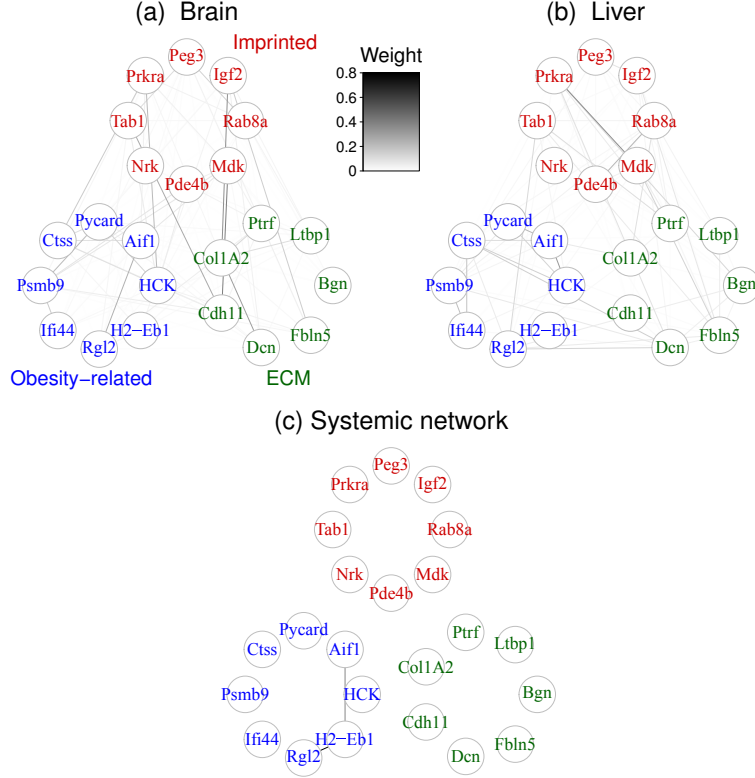 (a) Brain
(b) Liver
Imprinted
Weight
0.8
0.6
0.4
0.2
0
Peg3
Prkra
Igf2
Tab1
Rab8a
Nrk
Mdk
Pde4b
Pycard
Ctss
Aif1
Psmb9
HCK
Ifi44
H2−Eb1
Rgl2
Ptrf
Ltbp1
Col1A2
Bgn
Cdh11
Fbln5
Dcn
Obesity−related
ECM
Peg3
Prkra
Igf2
Tab1
Rab8a
Nrk
Mdk
Pde4b
Pycard
Ctss
Aif1
Psmb9
HCK
Ifi44
H2−Eb1
Rgl2
Ptrf
Ltbp1
Col1A2
Bgn
Cdh11
Fbln5
Dcn
(c) Systemic network
Peg3
Prkra
Igf2
Tab1
Rab8a
Nrk
Mdk
Pde4b
Pycard
Ctss
Aif1
Psmb9
HCK
Ifi44
H2−Eb1
Rgl2
Ptrf
Ltbp1
Col1A2
Bgn
Cdh11
Fbln5
Dcn